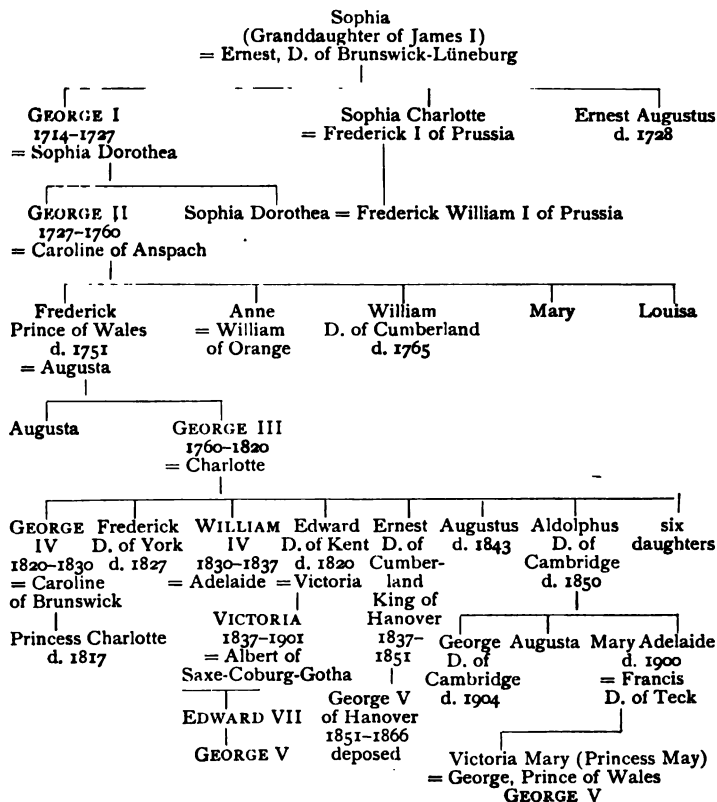 Sophia
(Granddaughter of James I)
= Ernest, D. of Brunswick-Lüneburg
GEORGE I
1714–1727
= Sophia Dorothea
Sophia Charlotte
= Frederick I of Prussia
Ernest Augustus
d. 1728
GEORGE II
1727–1760
= Caroline of Anspach
Sophia Dorothea = Frederick William I of Prussia
Frederick
Prince of Wales
d. 1751
= Augusta
Anne
= William
of Orange
William
D. of Cumberland
d. 1765
Mary
Louisa
Augusta
GEORGE III
1760–1820
= Charlotte
GEORGE
IV
1820–1830
= Caroline
of Brunswick
Princess Charlotte
d. 1817
Frederick
D. of York
d. 1827
WILLIAM
IV
1830–1837
= Adelaide
Edward
D. of Kent
d. 1820
= Victoria
VICTORIA
1837–1901
= Albert of
Saxe-Coburg-Gotha
EDWARD VII
GEORGE V
Ernest
D. of
Cumber-
land
King of
Hanover
1837–
1851
George V
of Hanover
1851–1866
deposed
Augustus
d. 1843
Aldolphus
D. of
Cambridge
d. 1850
six
daughters
George
D. of
Cambridge
d. 1904
Augusta
Mary Adelaide
d. 1900
= Francis
D. of Teck
Victoria Mary (Princess May)
= George, Prince of Wales
GEORGE V